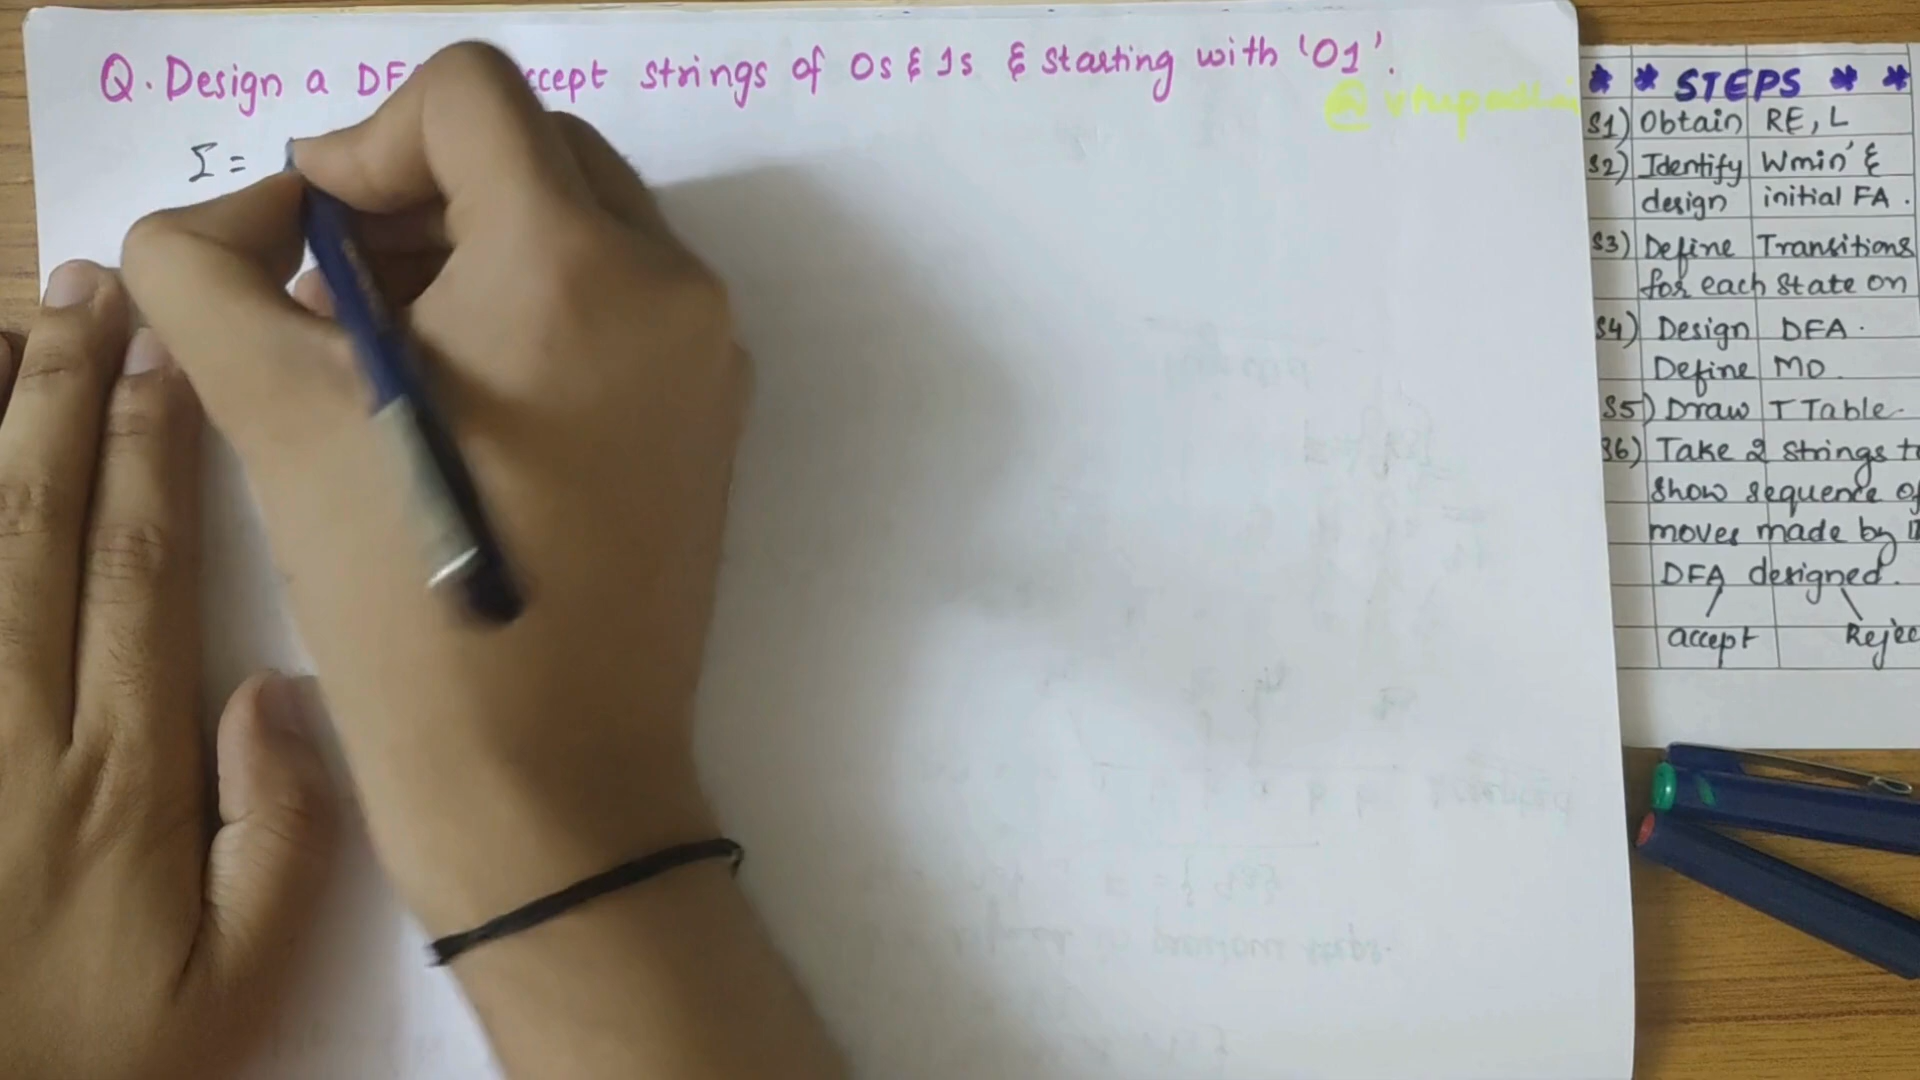 Q. Design a DF ccept strings of 0s & 1s & starting with '01'.
Σ =
* * STEPS * *
S1) Obtain RE, L
S2) Identify Wmin &
design initial FA.
S3) Define Transitions
for each state on
S4) Design DFA.
Define MD
S5) Draw T Table.
S6) Take 2 strings to
show sequence of
moves made by
DFA designed.
accept Rejec